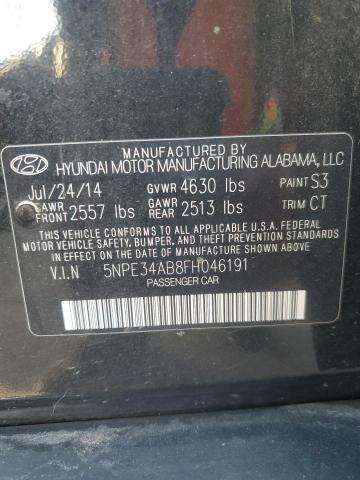 MANUFACTURED BY
HYUNDAI MOTOR MANUFACTURING ALABAMA, LLC
Jul/24/14 GVWR 4630 lbs PAINT S3
GAWR FRONT 2557 lbs GAWR REAR 2513 lbs TRIM CT
THIS VEHICLE CONFORMS TO ALL APPLICABLE U.S. FEDERAL
MOTOR VEHICLE SAFETY, BUMPER, AND THEFT PREVENTION
STANDARDS IN EFFECT ON THE DATE OF MANUFACTURE SHOWN ABOVE.
V.I.N 5NPE34AB8FH046191
PASSENGER CAR